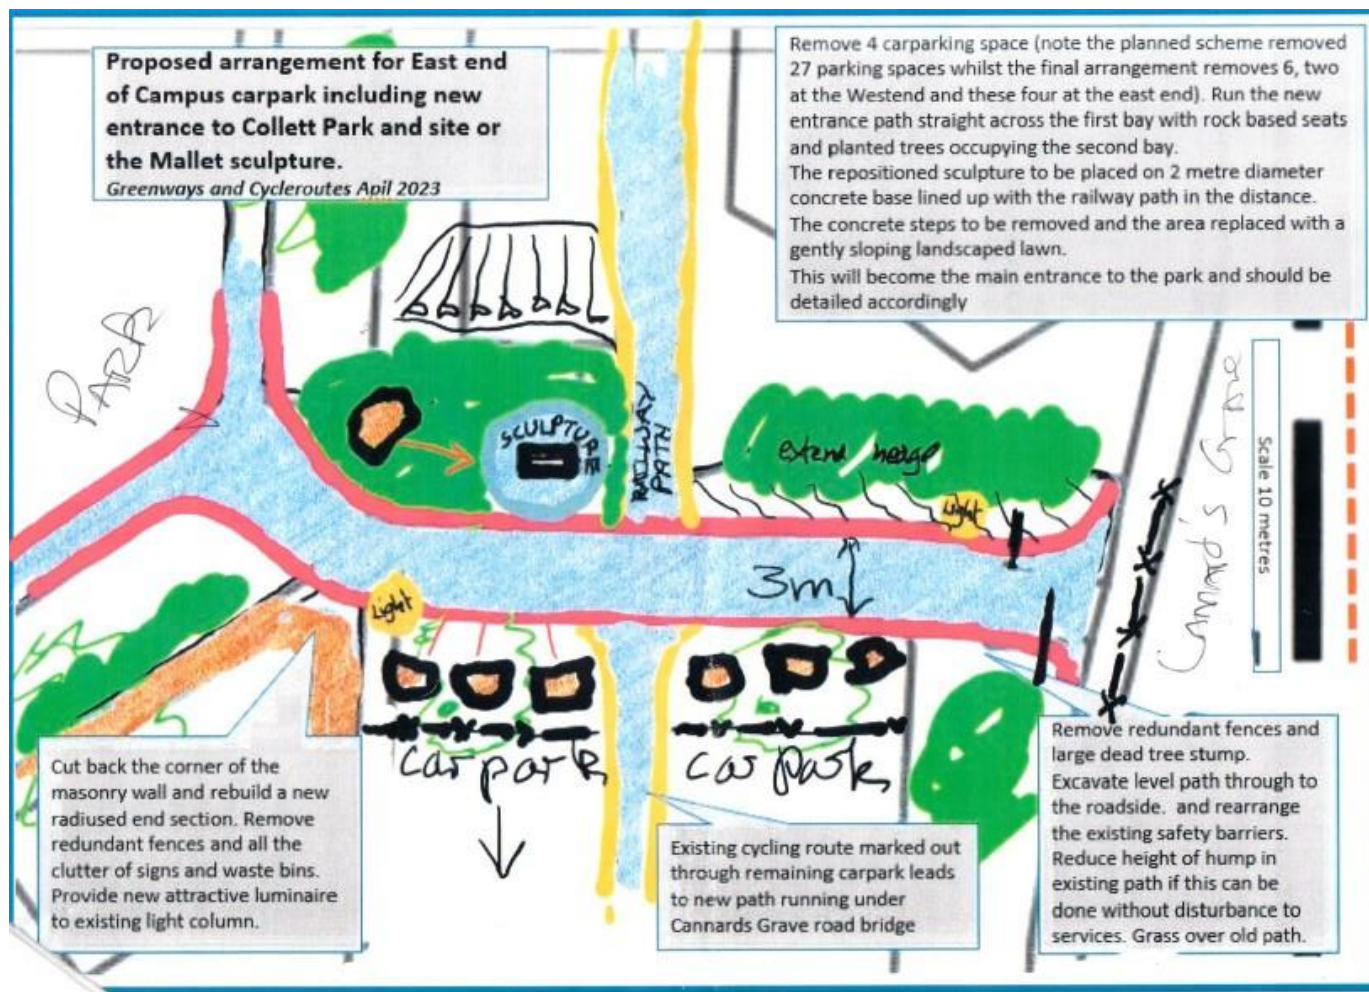 Proposed arrangement for East end
of Campus carpark including new
entrance to Collett Park and site or
the Mallet sculpture.
Greenways and Cycleroutes Apil 2023
Remove 4 carparking space (note the planned scheme removed
27 parking spaces whilst the final arrangement removes 6, two
at the Westend and these four at the east end). Run the new
entrance path straight across the first bay with rock based seats
and planted trees occupying the second bay.
The repositioned sculpture to be placed on 2 metre diameter
concrete base lined up with the railway path in the distance.
The concrete steps to be removed and the area replaced with a
gently sloping landscaped lawn.
This will become the main entrance to the park and should be
detailed accordingly
SCULPTURE
RAILWAY
PATH
extend hedge
Light
3m
Scale 10 metres
Light
car park
car park
Cut back the corner of the
masonry wall and rebuild a new
radiused end section. Remove
redundant fences and all the
clutter of signs and waste bins.
Provide new attractive luminaire
to existing light column.
Existing cycling route marked out
through remaining carpark leads
to new path running under
Cannards Grave road bridge
Remove redundant fences and
large dead tree stump.
Excavate level path through to
the roadside. and rearrange
the existing safety barriers.
Reduce height of hump in
existing path if this can be
done without disturbance to
services. Grass over old path.